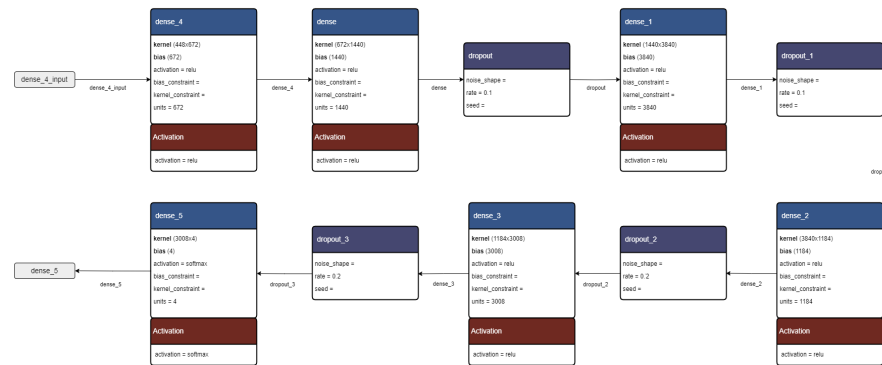 dense_4_input
dense_4_input
dense_4
kernel (448x672)
bias (672)
activation = relu
bias_constraint =
kernel_constraint =
units = 672
Activation
activation = relu
dense_4
dense
kernel (672x1440)
bias (1440)
activation = relu
bias_constraint =
kernel_constraint =
units = 1440
Activation
activation = relu
dense
dropout
noise_shape =
rate = 0.1
seed =
dropout
dense_1
kernel (1440x3840)
bias (3840)
activation = relu
bias_constraint =
kernel_constraint =
units = 3840
Activation
activation = relu
dense_1
dropout_1
noise_shape =
rate = 0.1
seed =
drop
dense_2
kernel (3840x1184)
bias (1184)
activation = relu
bias_constraint =
kernel_constraint =
units = 1184
Activation
activation = relu
dense_2
dropout_2
noise_shape =
rate = 0.2
seed =
dropout_2
dense_3
kernel (1184x3008)
bias (3008)
activation = relu
bias_constraint =
kernel_constraint =
units = 3008
Activation
activation = relu
dense_3
dropout_3
noise_shape =
rate = 0.2
seed =
dropout_3
dense_5
kernel (3008x4)
bias (4)
activation = softmax
bias_constraint =
kernel_constraint =
units = 4
Activation
activation = softmax
dense_5
dense_5